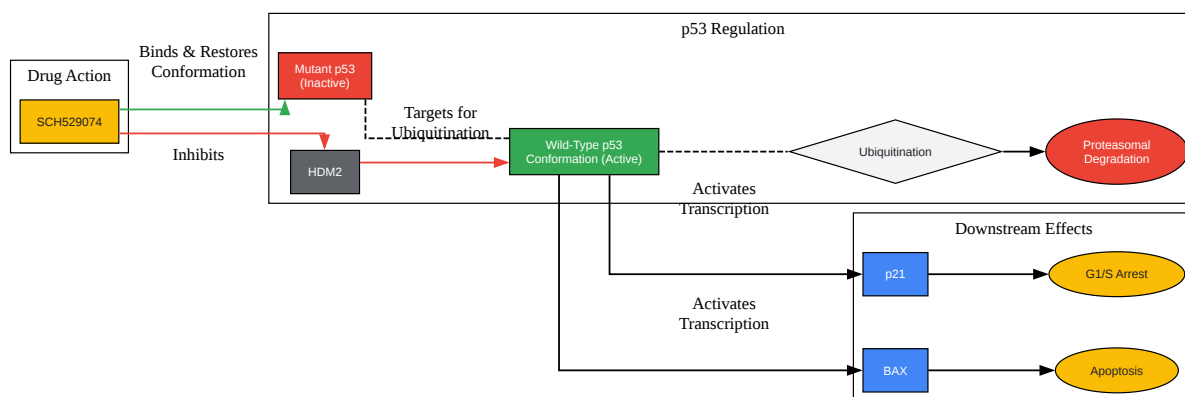 p53 Regulation
Binds & Restores
Conformation
Drug Action
Mutant p53
(Inactive)
SCH529074
Targets for
Ubiquitination
Inhibits
HDM2
Wild-Type p53
Conformation (Active)
Ubiquitination
Proteasomal
Degradation
Activates
Transcription
Downstream Effects
p21
G1/S Arrest
Activates
Transcription
BAX
Apoptosis